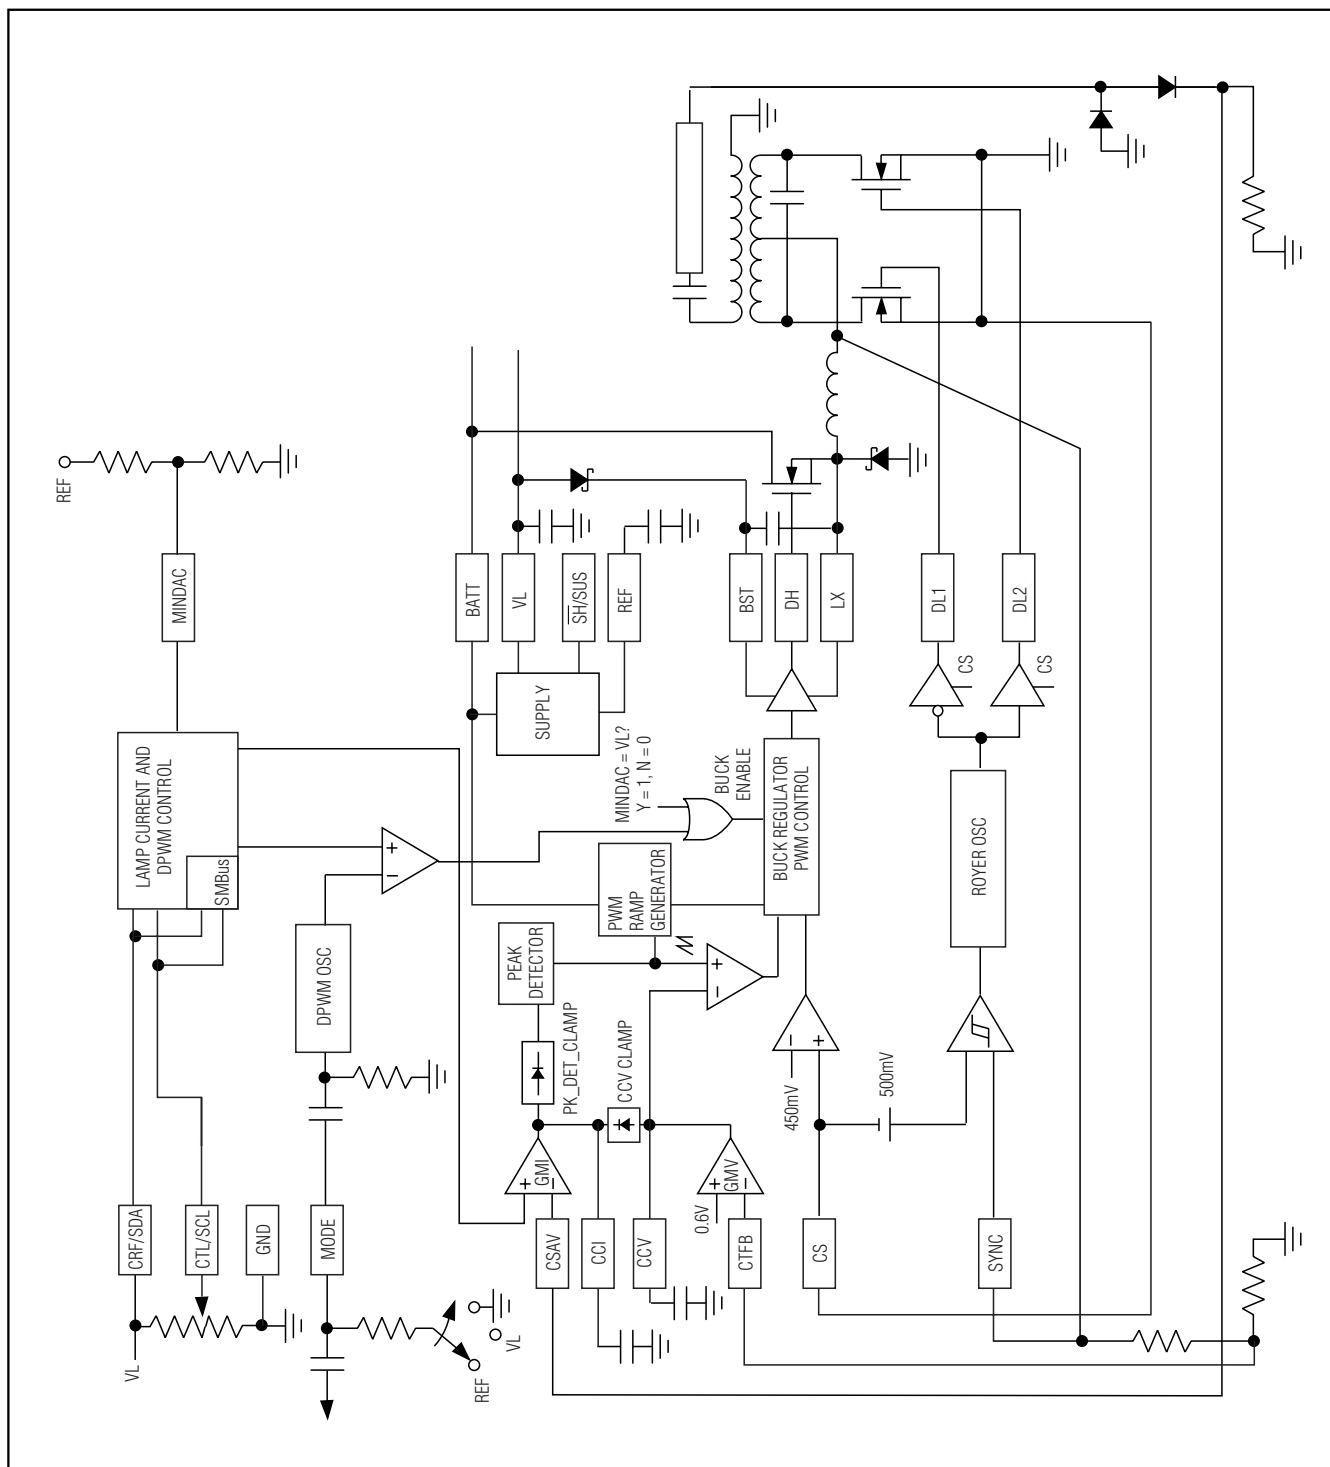 REF
MINDAC
BATT
VL
SH/SUS
REF
BST
DH
LX
DL1
DL2
CS
CS
SUPPLY
LAMP CURRENT AND
DPWM CONTROL
SMBus
MINDAC = VL?
Y = 1, N = 0
BUCK
ENABLE
BUCK REGULATOR
PWM CONTROL
ROYER OSC
PWM
RAMP
GENERATOR
PEAK
DETECTOR
DPWM OSC
PK_DET_CLAMP
CCV CLAMP
450mV
500mV
GMI
GMV
0.6V
CRF/SDA
CTL/SCL
GND
MODE
CSAV
CCI
CCV
CTFB
CS
SYNC
VL
VL
REF
+
−
+
−
−
+
+
−
+
−